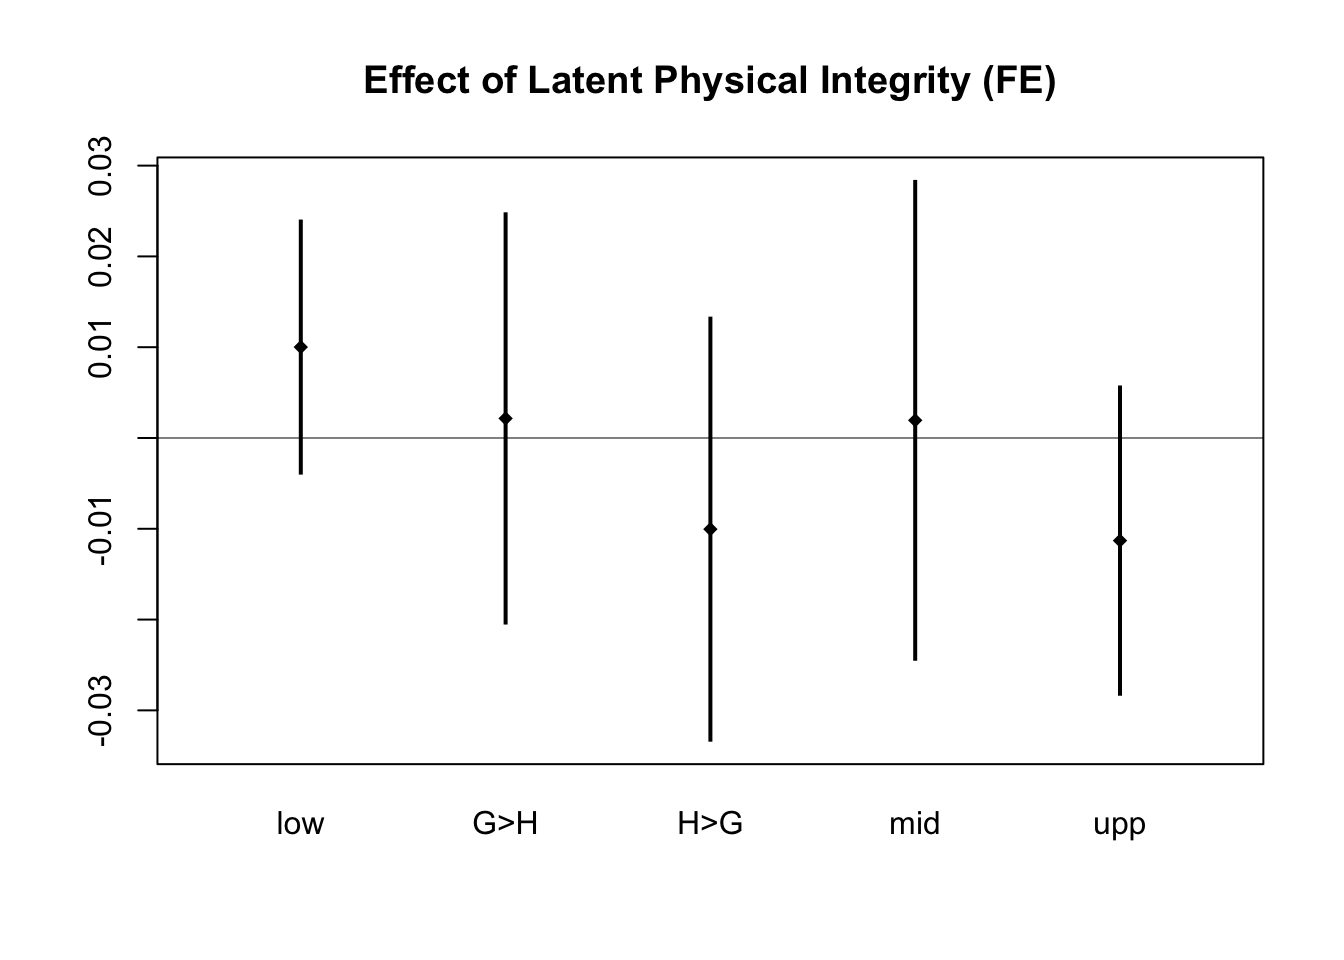 Effect of Latent Physical Integrity (FE)
0.03
0.02
0.01
-0.01
-0.03
low G>H H>G mid upp